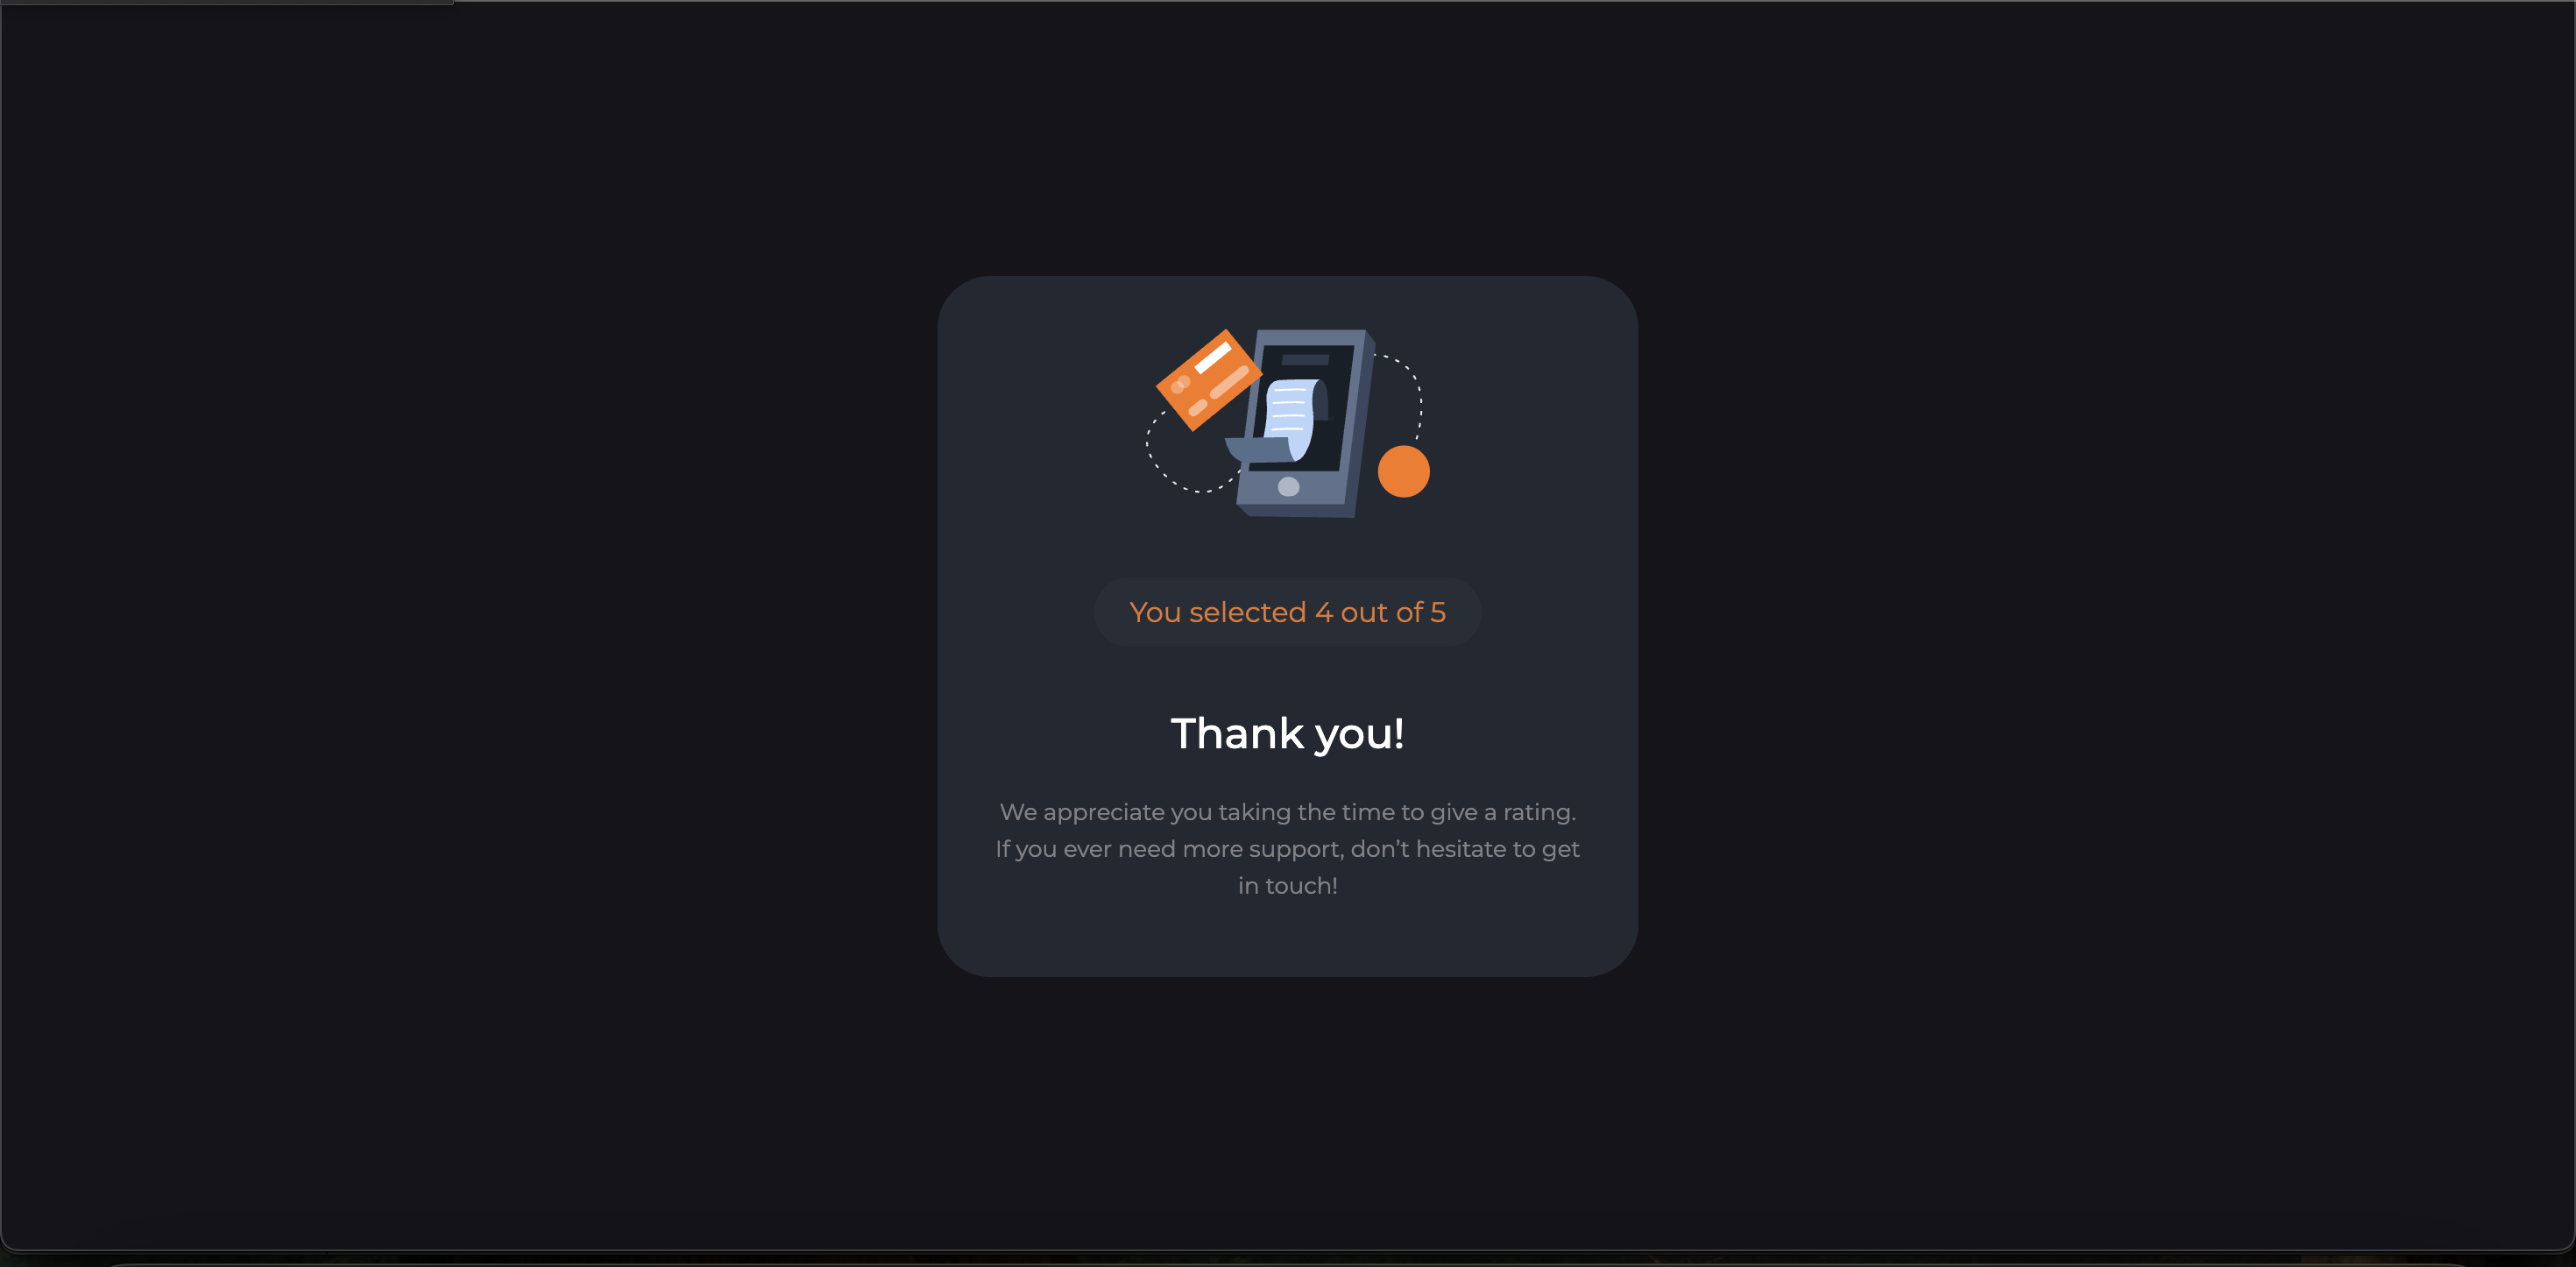 You selected 4 out of 5
Thank you!
We appreciate you taking the time to give a rating.
If you ever need more support, don’t hesitate to get
in touch!